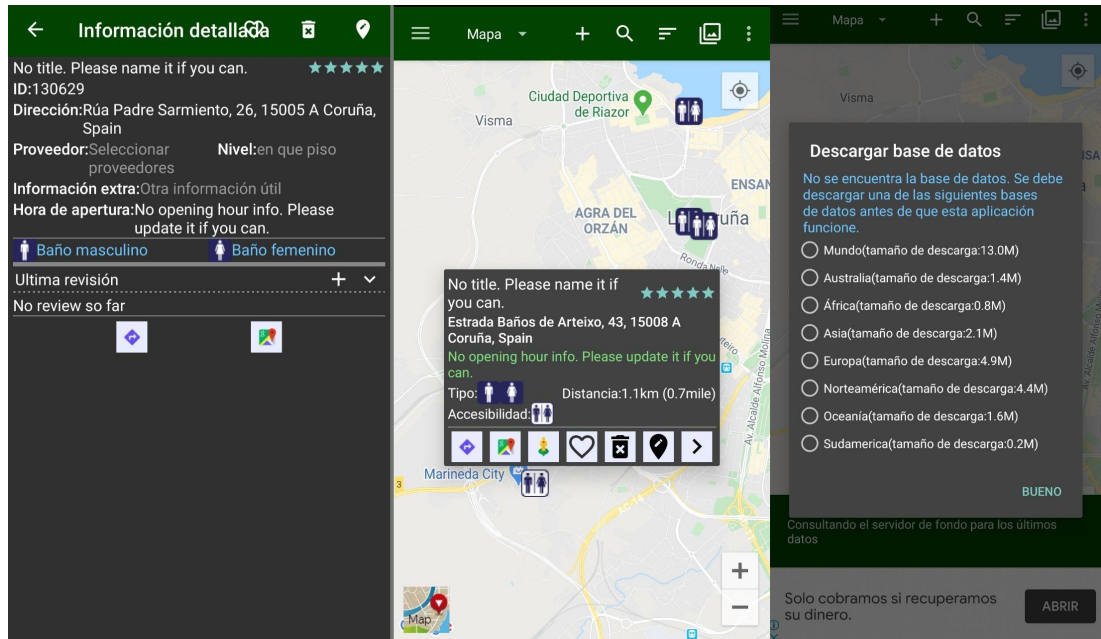 Información detallada
No title. Please name it if you can.
ID:130629
Dirección:Rúa Padre Sarmiento, 26, 15005 A Coruña,
Spain
Proveedor:Seleccionar
proveedores
Nivel:en que piso
Información extra:Otra información útil
Hora de apertura:No opening hour info. Please
update it if you can.
Baño masculino
Baño femenino
Ultima revisión
No review so far
Mapa
Ciudad Deportiva
de Riazor
Visma
ENSAN
AGRA DEL
ORZÁN
Ronda Nelle
No title. Please name it if
you can.
Estrada Baños de Arteixo, 43, 15008 A
Coruña, Spain
No opening hour info. Please update it if you
can.
Tipo:
Distancia:1.1km (0.7mile)
Accesibilidad:
Av. Alcalde Alfonso Molina
Marineda City
3
AC-14
Map
Mapa
Visma
Descargar base de datos
No se encuentra la base de datos. Se debe
descargar una de las siguientes bases
de datos antes de que esta aplicación
funcione.
Mundo(tamaño de descarga:13.0M)
Australia(tamaño de descarga:1.4M)
África(tamaño de descarga:0.8M)
Asia(tamaño de descarga:2.1M)
Europa(tamaño de descarga:4.9M)
Norteamérica(tamaño de descarga:4.4M)
Oceanía(tamaño de descarga:1.6M)
Sudamerica(tamaño de descarga:0.2M)
BUENO
Consultando el servidor de fondo para los últimos
datos
Solo cobramos si recuperamos
su dinero.
ABRIR